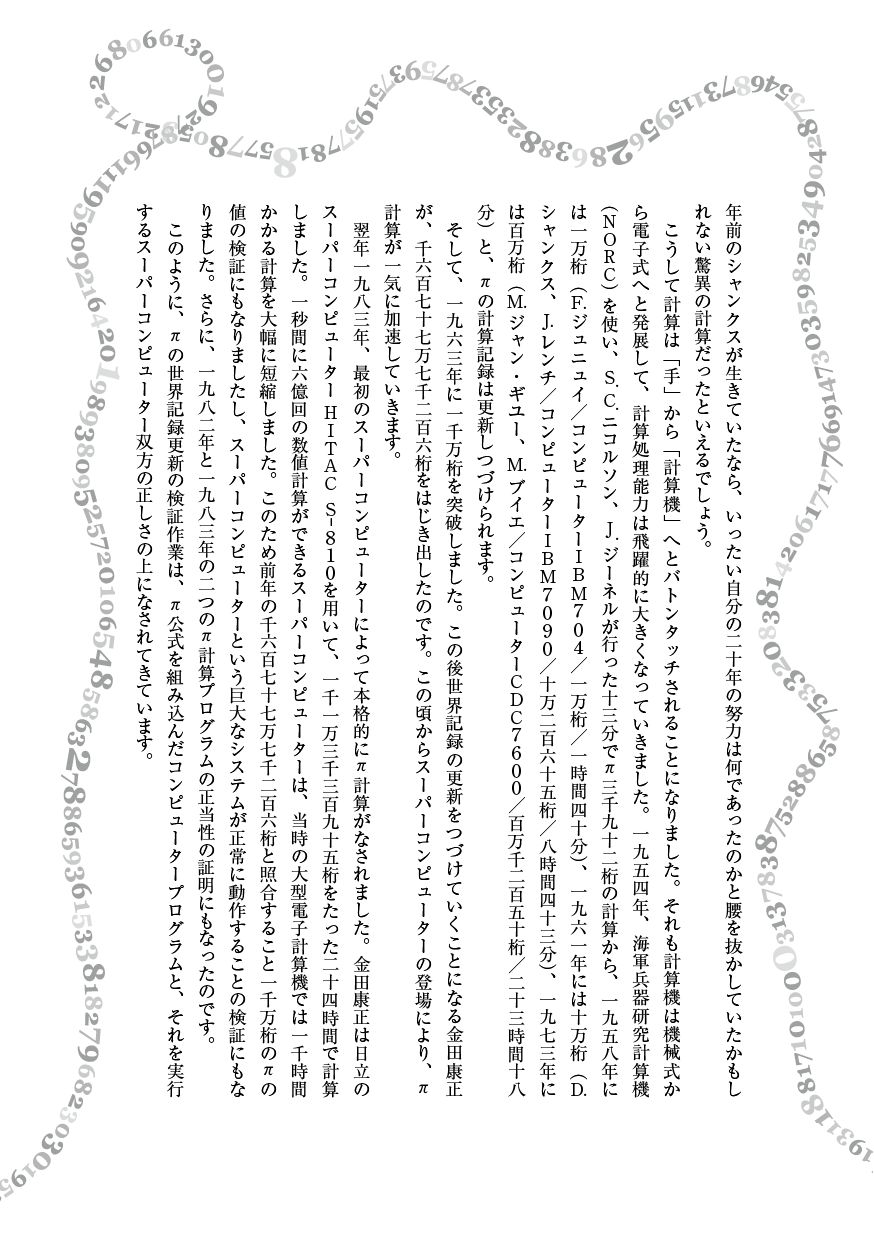 年前のシャンクスが生きていたなら、いったい自分の二十年の努力は何であったのかと腰を抜かしていたかもし
れない驚異の計算だったといえるでしょう。
こうして計算は「手」から「計算機」へとバトンタッチされることになりました。それも計算機は機械式か
ら電子式へと発展して、計算処理能力は飛躍的に大きくなっていきました。一九五四年、海軍兵器研究計算機
(NORC)を使い、S.C.ニコルソン、J.ジーネルが行った十三分でπ三千九十二桁の計算から、一九五八年に
は一万桁(F.ジュニュイ/コンピューターIBM704/一万桁/一時間四十分)、一九六一年には十万桁(D.
シャンクス、J.レンチ/コンピューターIBM7090/十万二百六十五桁/八時間四十三分)、一九七三年に
は百万桁(M.ジャン・ギユー、M.ブイエ/コンピューターCDC7600/百万千二百五十桁/二十三時間十八
分)と、πの計算記録は更新しつづけられます。
そして、一九六三年に一千万桁を突破しました。この後世界記録の更新をつづけていくことになる金田康正
が、千六百七十七万七千二百六桁をはじき出したのです。この頃からスーパーコンピューターの登場により、π
計算が一気に加速していきます。
翌年一九八三年、最初のスーパーコンピューターによって本格的にπ計算がなされました。金田康正は日立の
スーパーコンピューターHITAC S-810を用いて、一千一万三千三百九十五桁をたった二十四時間で計算
しました。一秒間に六億回の数値計算ができるスーパーコンピューターは、当時の大型電子計算機では一千時間
かかる計算を大幅に短縮しました。このため前年の千六百七十七万七千二百六桁と照合すること一千万桁のπの
値の検証にもなりましたし、スーパーコンピューターという巨大なシステムが正常に動作することの検証にもな
りました。さらに、一九八二年と一九八三年の二つのπ計算プログラムの正当性の証明にもなったのです。
このように、πの世界記録更新の検証作業は、π公式を組み込んだコンピュータープログラムと、それを実行
するスーパーコンピューター双方の正しさの上になされてきています。